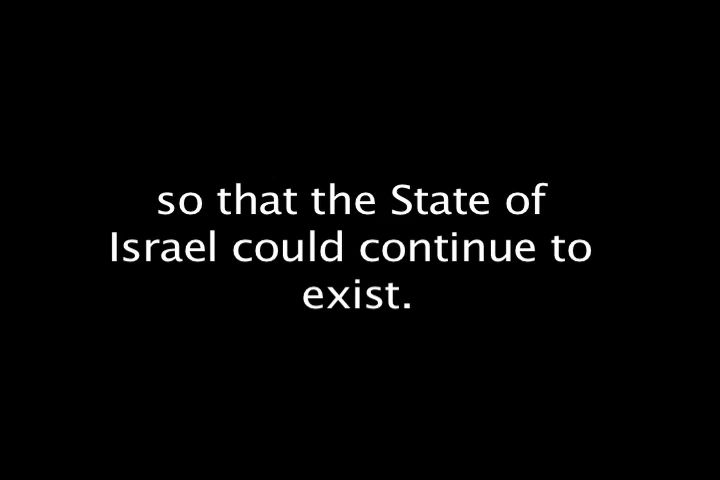 so that the State of
Israel could continue to
exist.